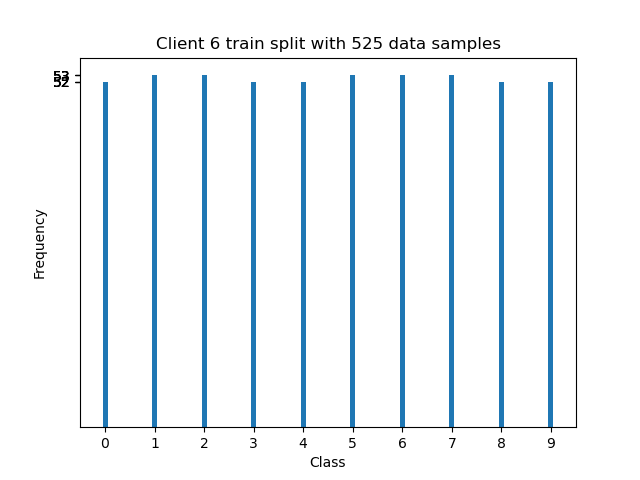 Client 6 train split with 525 data samples
53
52
Frequency
0 1 2 3 4 5 6 7 8 9
Class